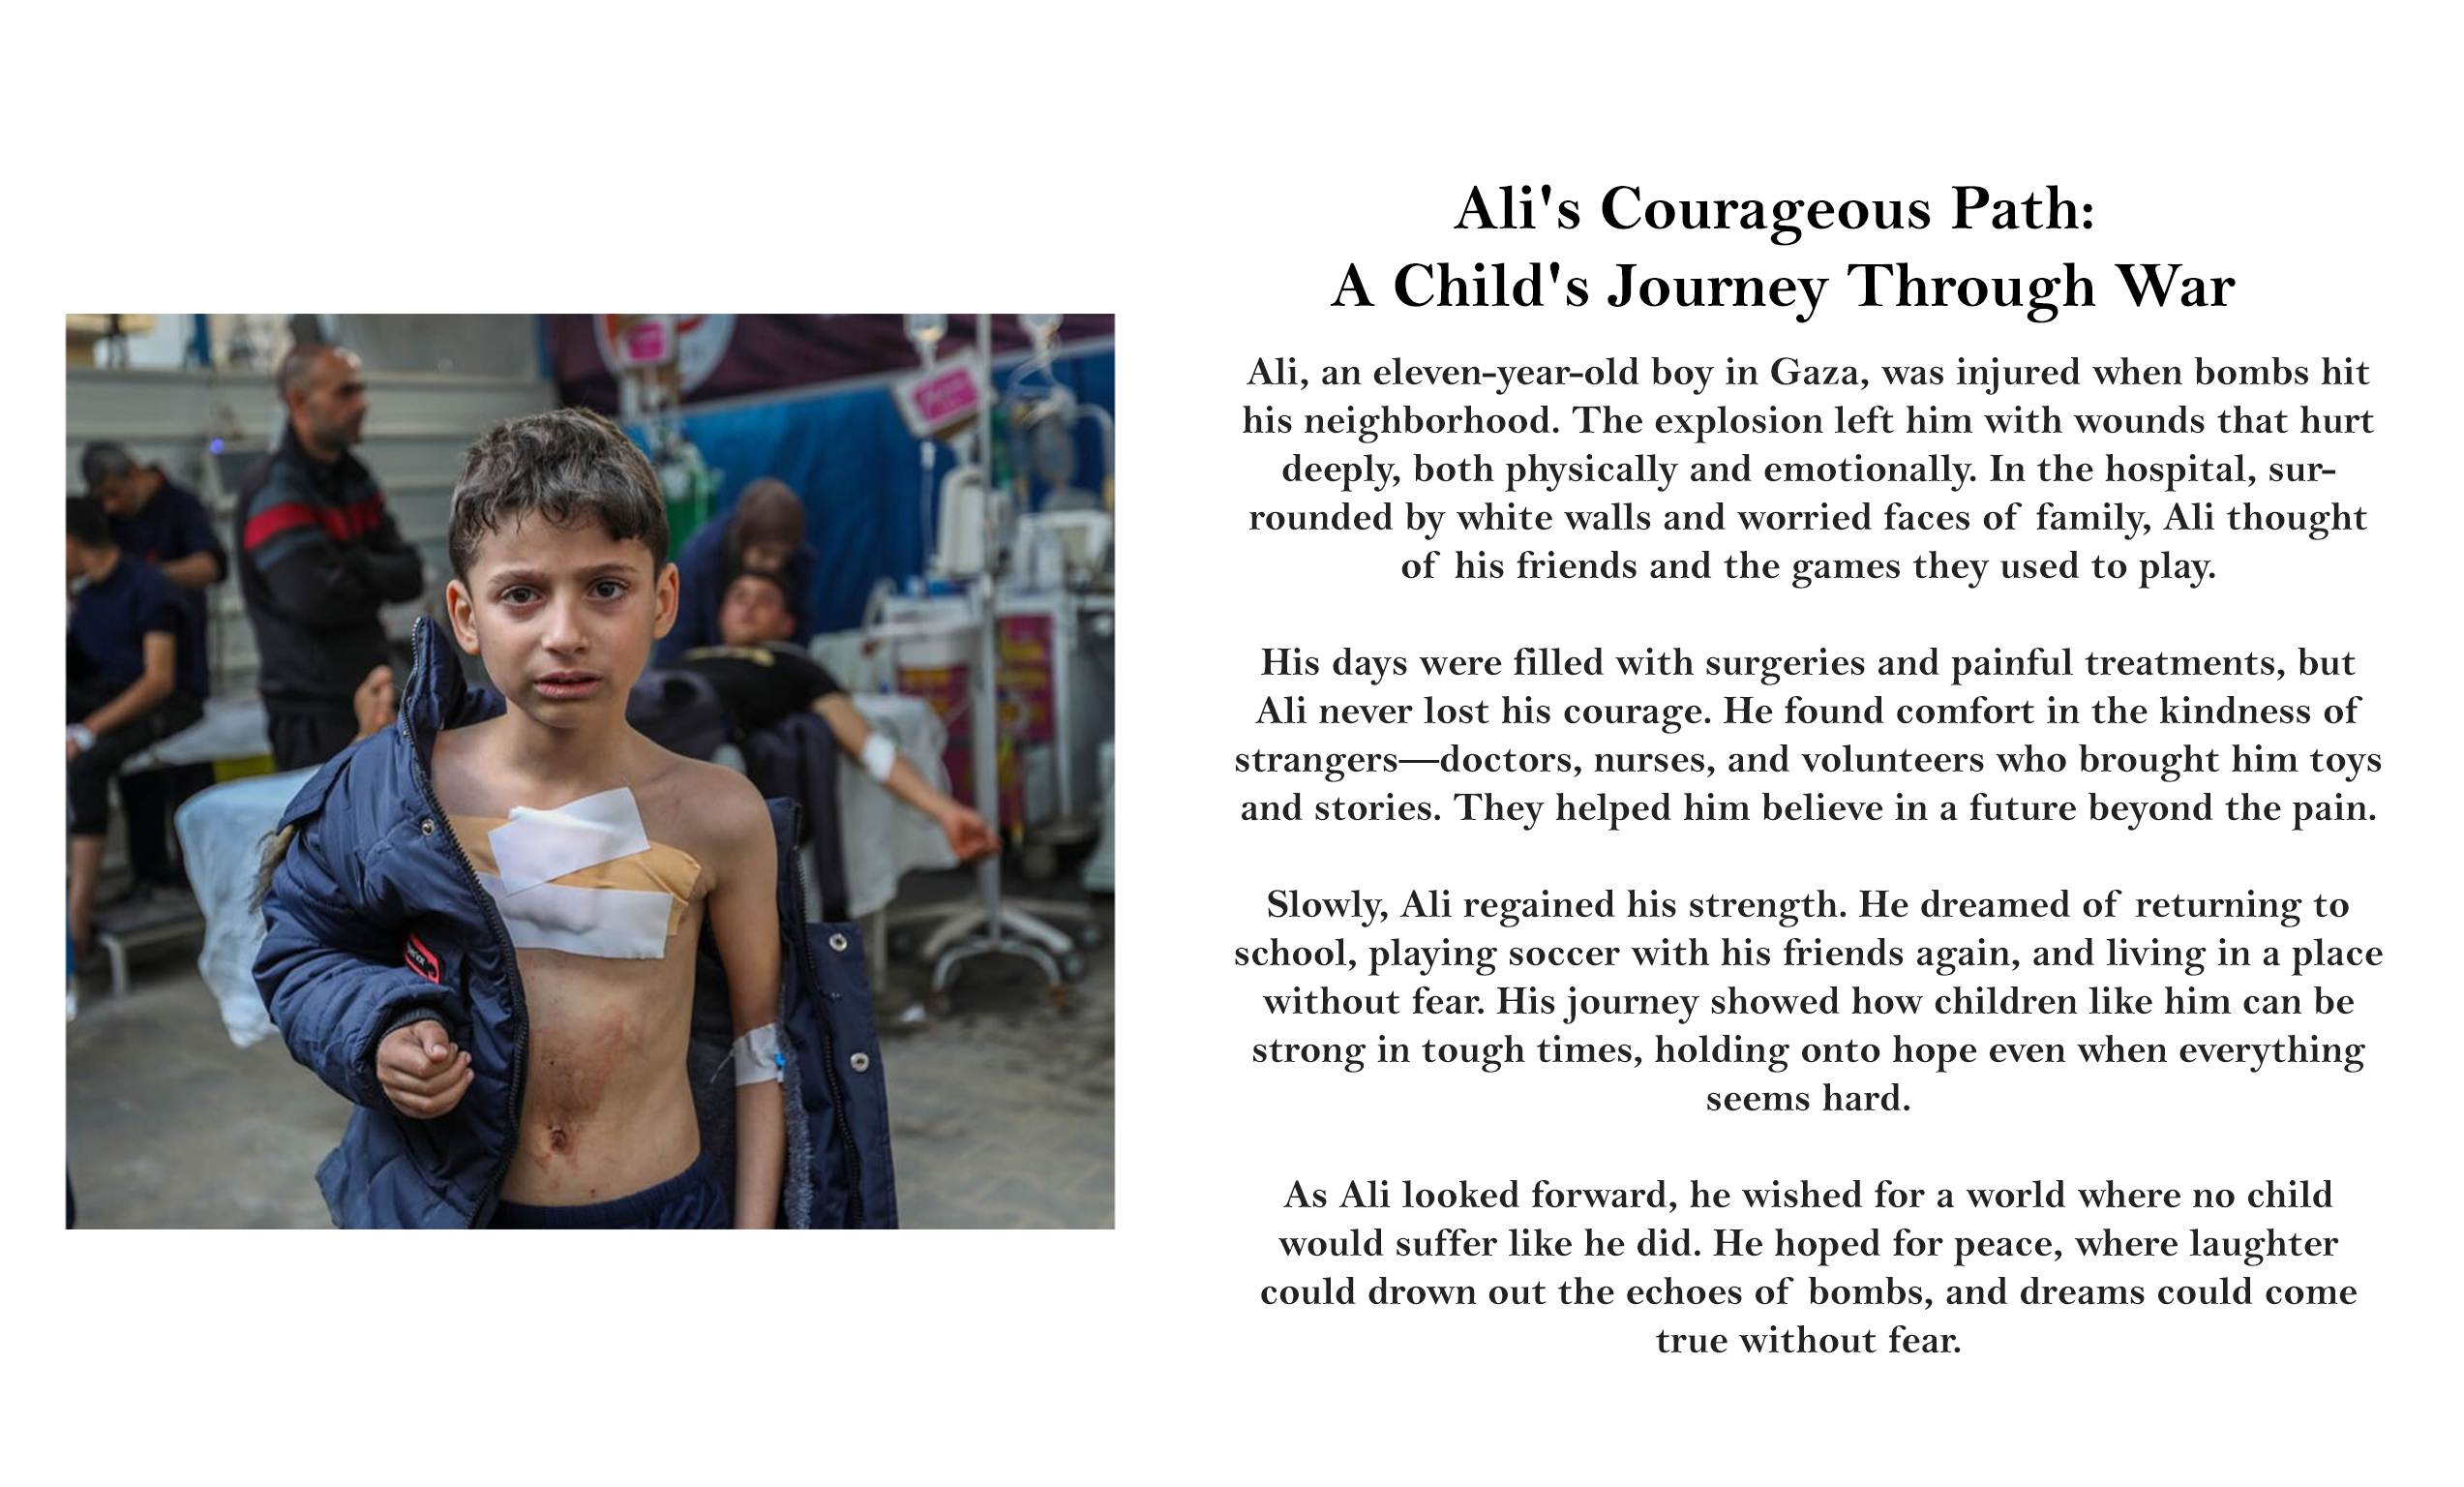 Ali's Courageous Path:
A Child's Journey Through War
Ali, an eleven-year-old boy in Gaza, was injured when bombs hit
his neighborhood. The explosion left him with wounds that hurt
deeply, both physically and emotionally. In the hospital, sur-
rounded by white walls and worried faces of family, Ali thought
of his friends and the games they used to play.
His days were filled with surgeries and painful treatments, but
Ali never lost his courage. He found comfort in the kindness of
strangers—doctors, nurses, and volunteers who brought him toys
and stories. They helped him believe in a future beyond the pain.
Slowly, Ali regained his strength. He dreamed of returning to
school, playing soccer with his friends again, and living in a place
without fear. His journey showed how children like him can be
strong in tough times, holding onto hope even when everything
seems hard.
As Ali looked forward, he wished for a world where no child
would suffer like he did. He hoped for peace, where laughter
could drown out the echoes of bombs, and dreams could come
true without fear.